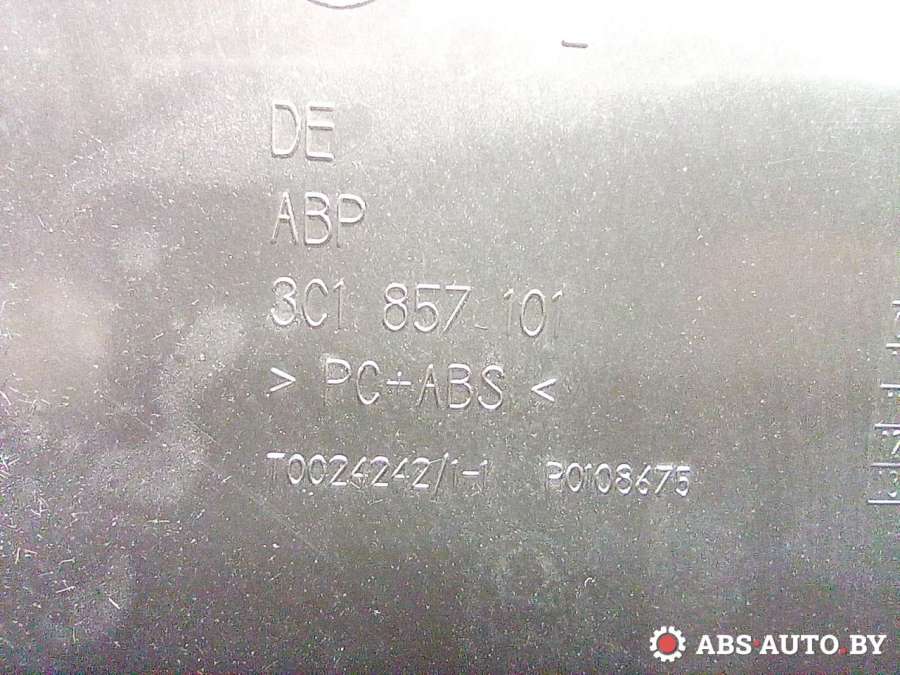 DE
ABP
3C1 857 101
> PC+ABS <
T0024242/1-1 P0108675
ABS-AUTO.BY